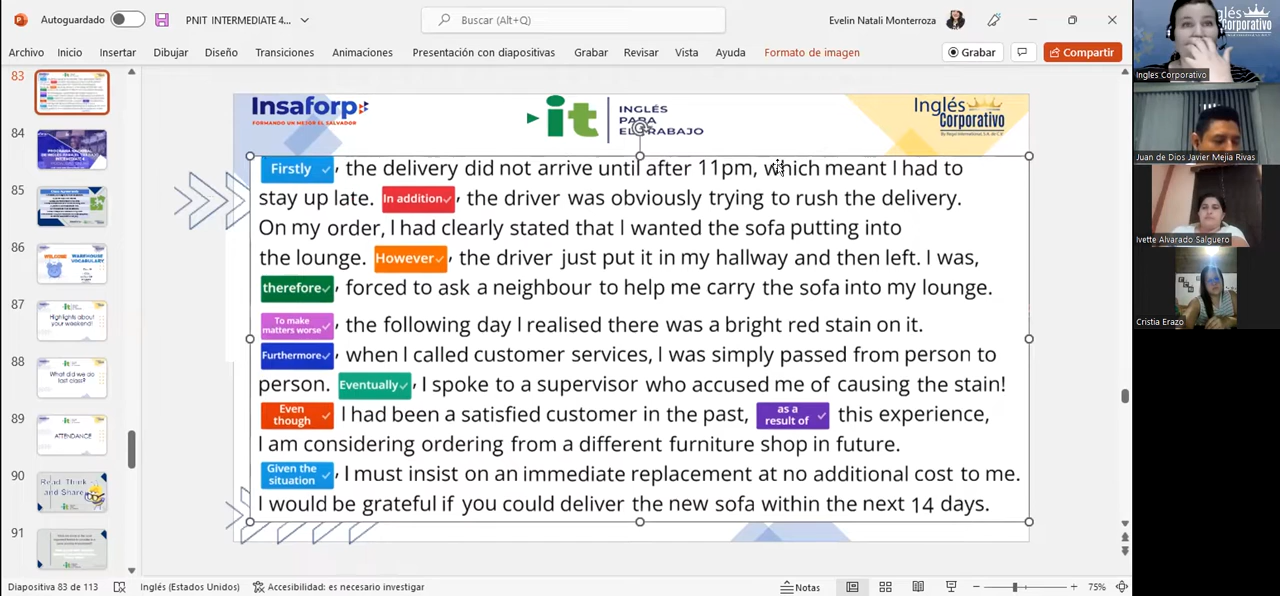 Autoguardado
PNIT INTERMEDIATE 4...
Buscar (Alt+Q)
Evelin Natali Monterroza
Archivo Inicio Insertar Dibujar Diseño Transiciones Animaciones Presentación con diapositivas Grabar Revisar Vista Ayuda Formato de imagen
Grabar
Compartir
83
84
85
86
WELCOME WAREHOUSE VOCABULARY
87
Highlights about your weekend!
88
What did we do last class?
89
ATTENDANCE
90
Read, Think and Share
91
Insaforp
FORMANDO UN MEJOR EL SALVADOR
it
INGLÉS
PARA
EL TRABAJO
Inglés
Corporativo
Firstly, the delivery did not arrive until after 11pm, which meant I had to
stay up late. In addition, the driver was obviously trying to rush the delivery.
On my order, I had clearly stated that I wanted the sofa putting into
the lounge. However, the driver just put it in my hallway and then left. I was,
therefore, forced to ask a neighbour to help me carry the sofa into my lounge.
To make matters worse, the following day I realised there was a bright red stain on it.
Furthermore, when I called customer services, I was simply passed from person to
person. Eventually, I spoke to a supervisor who accused me of causing the stain!
Even though I had been a satisfied customer in the past, as a result of this experience,
I am considering ordering from a different furniture shop in future.
Given the situation, I must insist on an immediate replacement at no additional cost to me.
I would be grateful if you could deliver the new sofa within the next 14 days.
Diapositiva 83 de 113
Inglés (Estados Unidos)
Accesibilidad: es necesario investigar
Notas
75%
Inglés
Corporativo
Ingles Corporativo
Juan de Dios Javier Mejia Rivas
Ivette Alvarado Salguero
Cristia Erazo